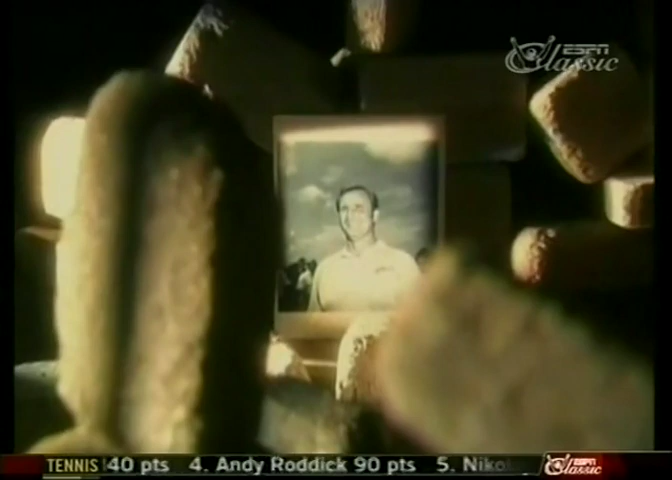 ESPN
Classic
TENNIS 40 pts 4. Andy Roddick 90 pts 5. Niko
ESPN
Classic